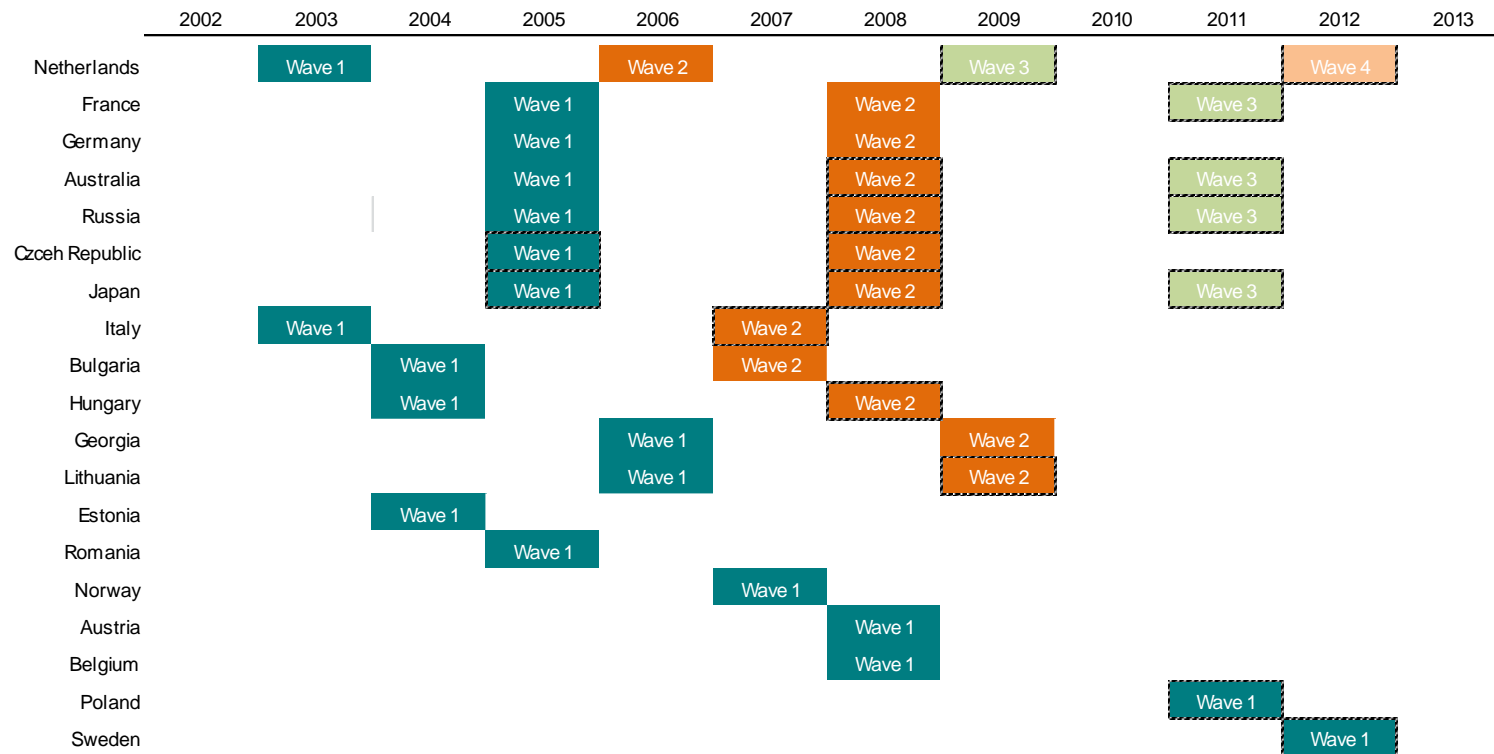 2002 2003 2004 2005 2006 2007 2008 2009 2010 2011 2012 2013
Netherlands Wave 1 Wave 2 Wave 3 Wave 4
France Wave 1 Wave 2 Wave 3
Germany Wave 1 Wave 2
Australia Wave 1 Wave 2 Wave 3
Russia Wave 1 Wave 2 Wave 3
Czceh Republic Wave 1 Wave 2
Japan Wave 1 Wave 2 Wave 3
Italy Wave 1 Wave 2
Bulgaria Wave 1 Wave 2
Hungary Wave 1 Wave 2
Georgia Wave 1 Wave 2
Lithuania Wave 1 Wave 2
Estonia Wave 1
Romania Wave 1
Norway Wave 1
Austria Wave 1
Belgium Wave 1
Poland Wave 1
Sweden Wave 1